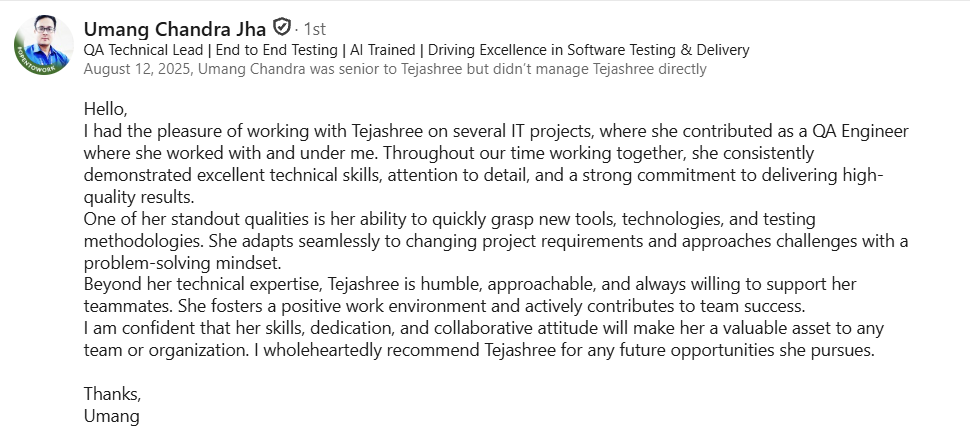 Umang Chandra Jha · 1st
QA Technical Lead | End to End Testing | AI Trained | Driving Excellence in Software Testing & Delivery
August 12, 2025, Umang Chandra was senior to Tejashree but didn't manage Tejashree directly
#OPENTOWORK
Hello,
I had the pleasure of working with Tejashree on several IT projects, where she contributed as a QA Engineer
where she worked with and under me. Throughout our time working together, she consistently
demonstrated excellent technical skills, attention to detail, and a strong commitment to delivering high-
quality results.
One of her standout qualities is her ability to quickly grasp new tools, technologies, and testing
methodologies. She adapts seamlessly to changing project requirements and approaches challenges with a
problem-solving mindset.
Beyond her technical expertise, Tejashree is humble, approachable, and always willing to support her
teammates. She fosters a positive work environment and actively contributes to team success.
I am confident that her skills, dedication, and collaborative attitude will make her a valuable asset to any
team or organization. I wholeheartedly recommend Tejashree for any future opportunities she pursues.
Thanks,
Umang